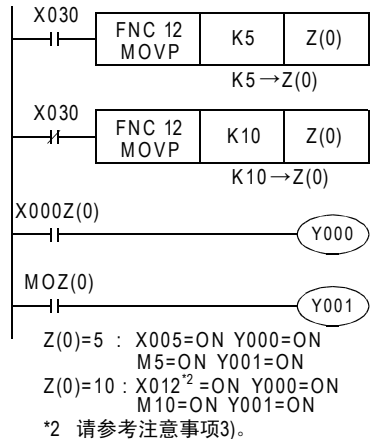 X030
FNC 12
MOVP
K5
Z(0)
K5→Z(0)
X030
FNC 12
MOVP
K10
Z(0)
K10→Z(0)
X000Z(0)
Y000
MOZ(0)
Y001
Z(0)=5 : X005=ON Y000=ON
M5=ON Y001=ON
Z(0)=10 : X012*2 =ON Y000=ON
M10=ON Y001=ON
*2 请参考注意事项3)。